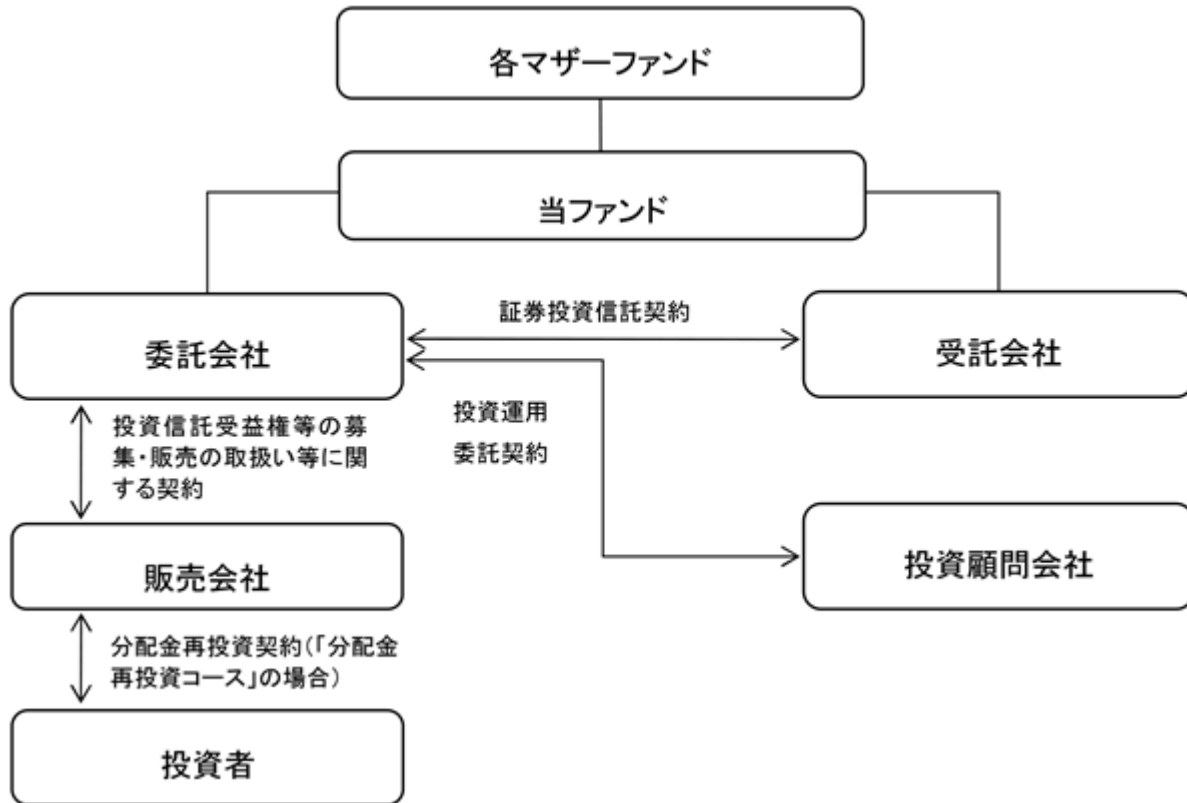 各マザーファンド
当ファンド
証券投資信託契約
委託会社
受託会社
投資信託受益権等の募
集・販売の取扱い等に関
する契約
投資運用
委託契約
販売会社
投資顧問会社
分配金再投資契約(「分配金
再投資コース」の場合)
投資者